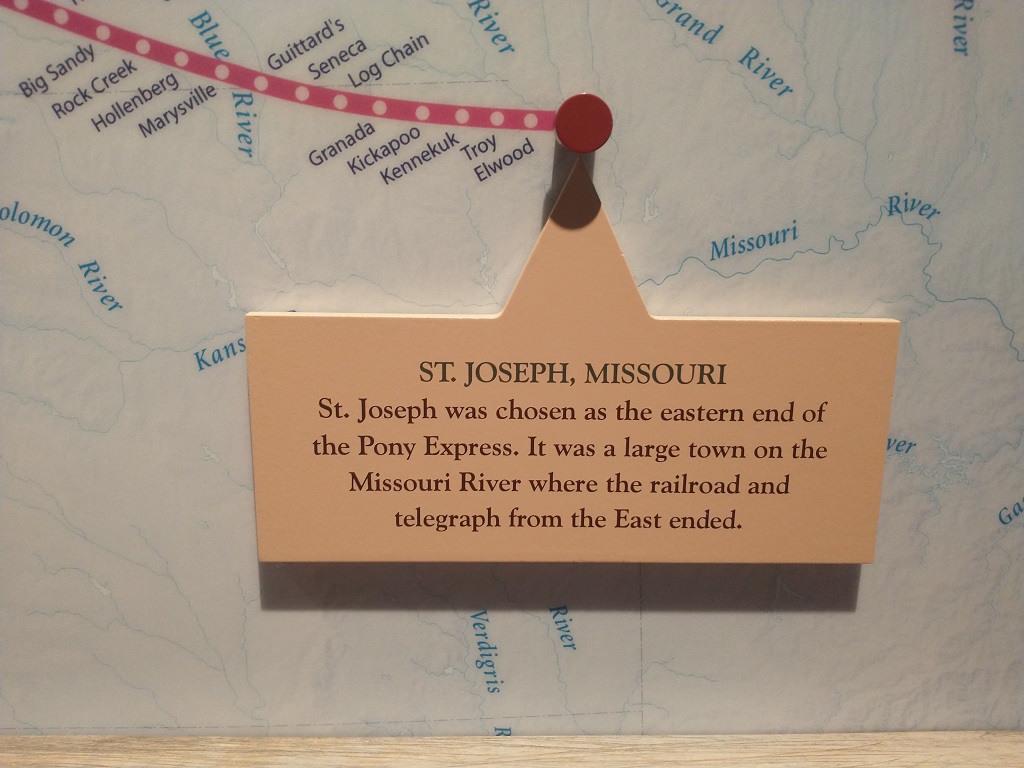 Blue
River
River
Grand
River
River
Guittard's
Seneca
Log Chain
Big Sandy
Rock Creek
Hollenberg
Marysville
Granada
Kickapoo
Kennekuk
Troy
Elwood
olomon
River
Missouri
River
Kans
ST. JOSEPH, MISSOURI
St. Joseph was chosen as the eastern end of
the Pony Express. It was a large town on the
Missouri River where the railroad and
telegraph from the East ended.
ver
Gas
Verdigris
River
R